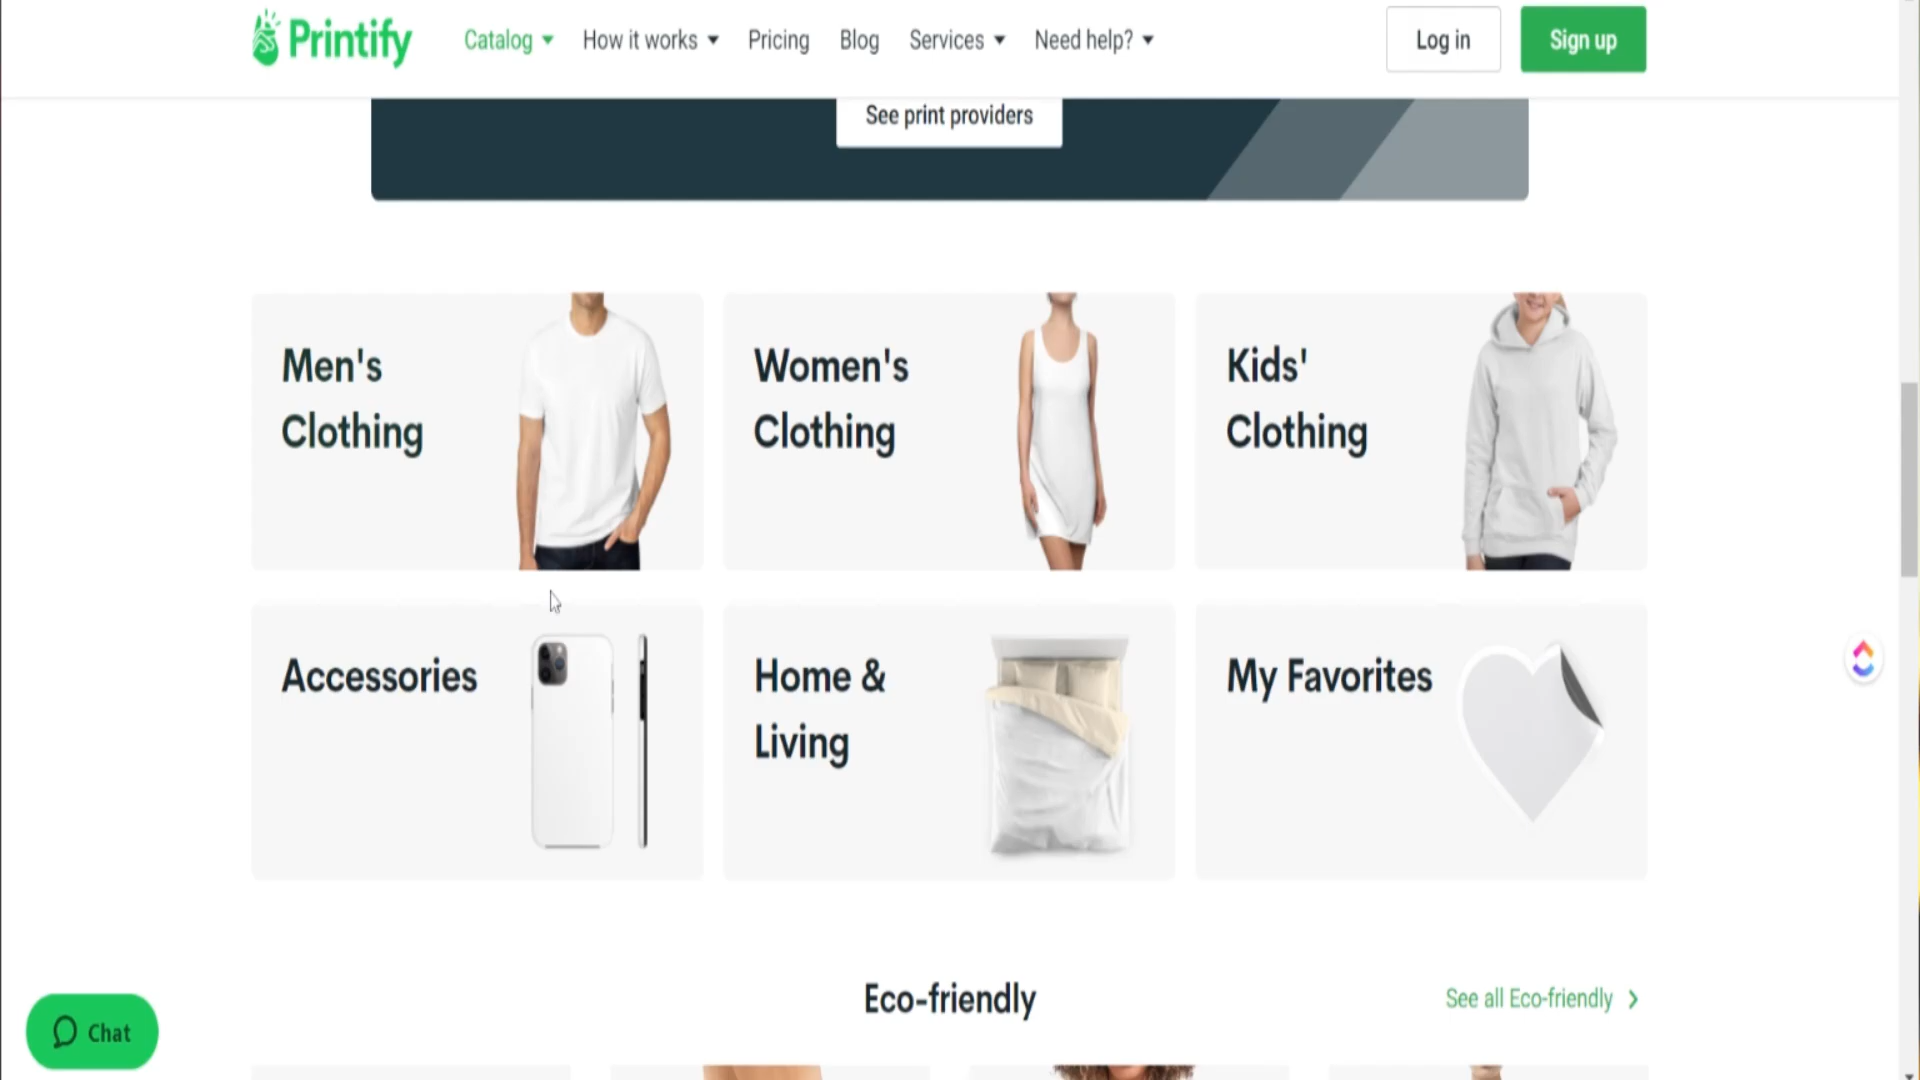 Printify Catalog How it works Pricing Blog Services Need help? Log in Sign up
See print providers
Men's
Clothing
Women's
Clothing
Kids'
Clothing
Accessories
Home &
Living
My Favorites
Eco-friendly
See all Eco-friendly
Chat